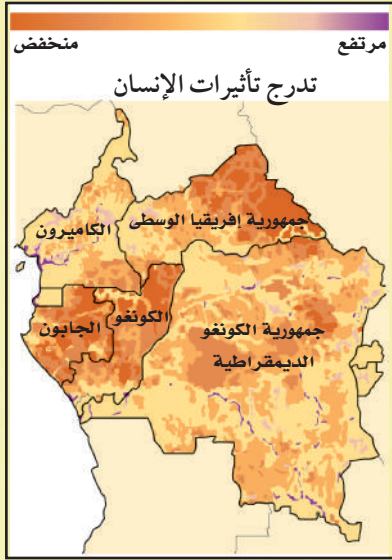 مرتفع منخفض
تدرج تأثيرات الإنسان
جمهورية إفريقيا الوسطى
الكاميرون
الكونغو
الجابون
جمهورية الكونغو
الديمقراطية